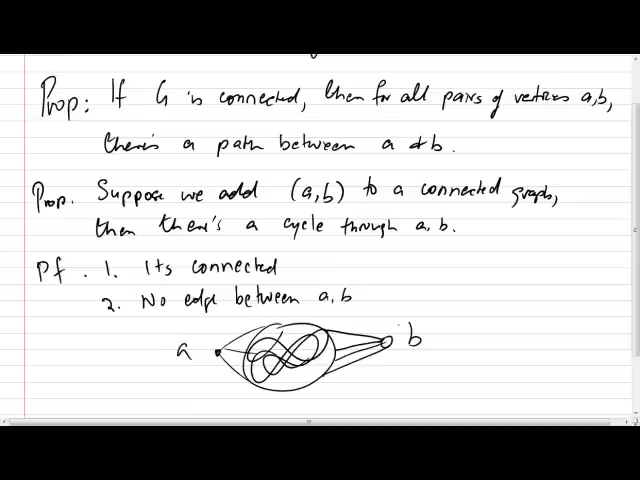 Prop: If G is connected, then for all pairs of vertices a,b,
there's a path between a & b.
Prop. Suppose we add (a,b) to a connected graph,
then there's a cycle through a, b.
Pf. 1. Its connected
2. No edge between a, b
a b